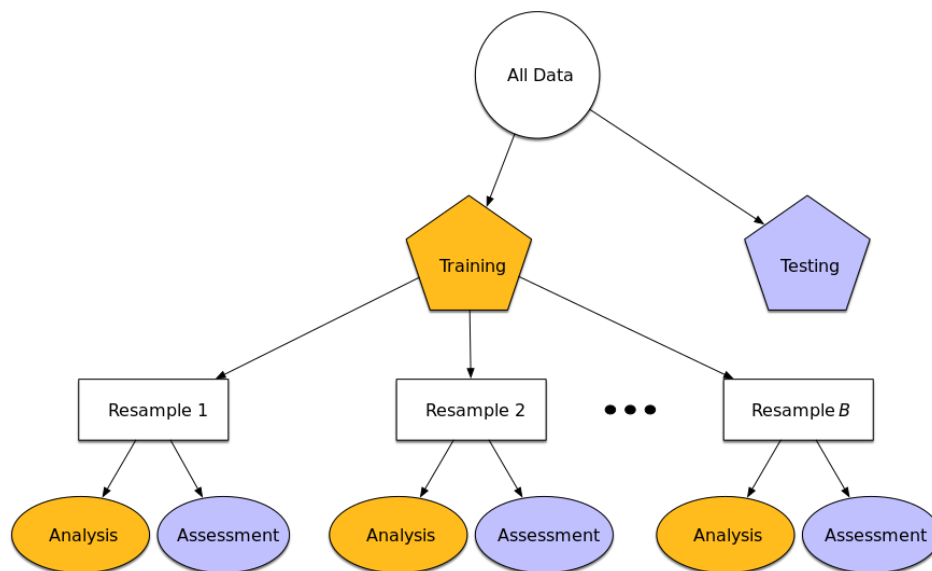 All Data
Training
Testing
Resample 1
Resample 2
Resample B
Analysis
Assessment
Analysis
Assessment
Analysis
Assessment